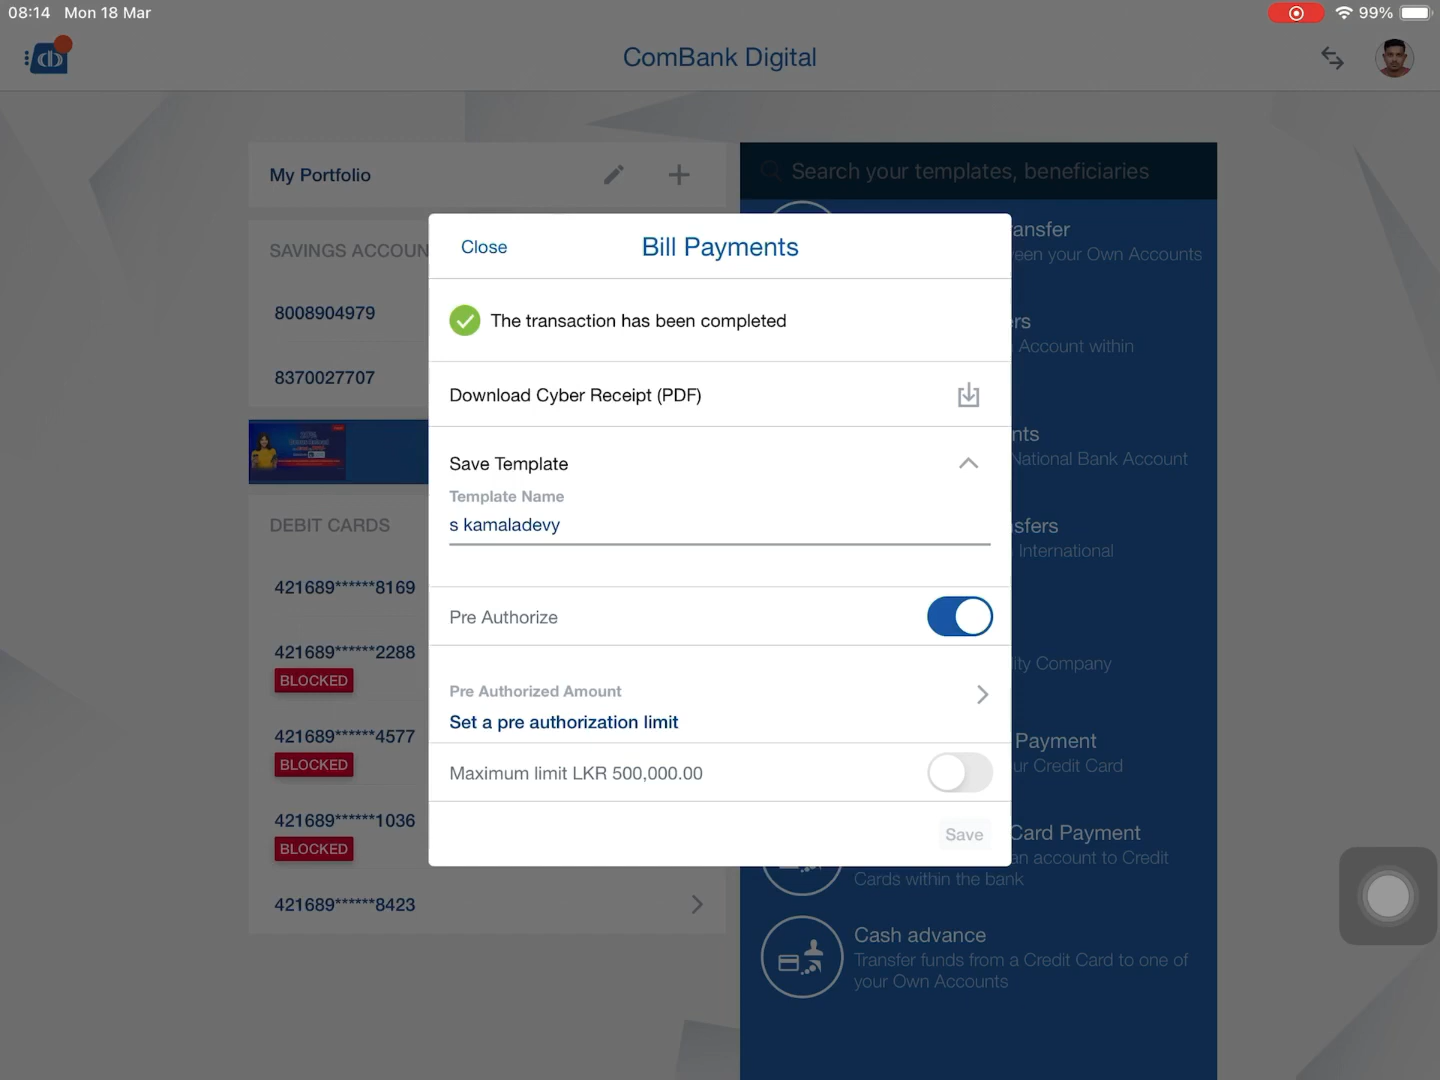 08:14 Mon 18 Mar
99%
ComBank Digital
My Portfolio
SAVINGS ACCOUN
8008904979
8370027707
DEBIT CARDS
421689******8169
421689******2288
BLOCKED
421689******4577
BLOCKED
421689******1036
BLOCKED
421689******8423
Search your templates, beneficiaries
ansfer
een your Own Accounts
rs
Account within
nts
National Bank Account
sfers
International
ity Company
Payment
ur Credit Card
Card Payment
an account to Credit
Cards within the bank
Cash advance
Transfer funds from a Credit Card to one of
your Own Accounts
Close
Bill Payments
The transaction has been completed
Download Cyber Receipt (PDF)
Save Template
Template Name
s kamaladevy
Pre Authorize
Pre Authorized Amount
Set a pre authorization limit
Maximum limit LKR 500,000.00
Save